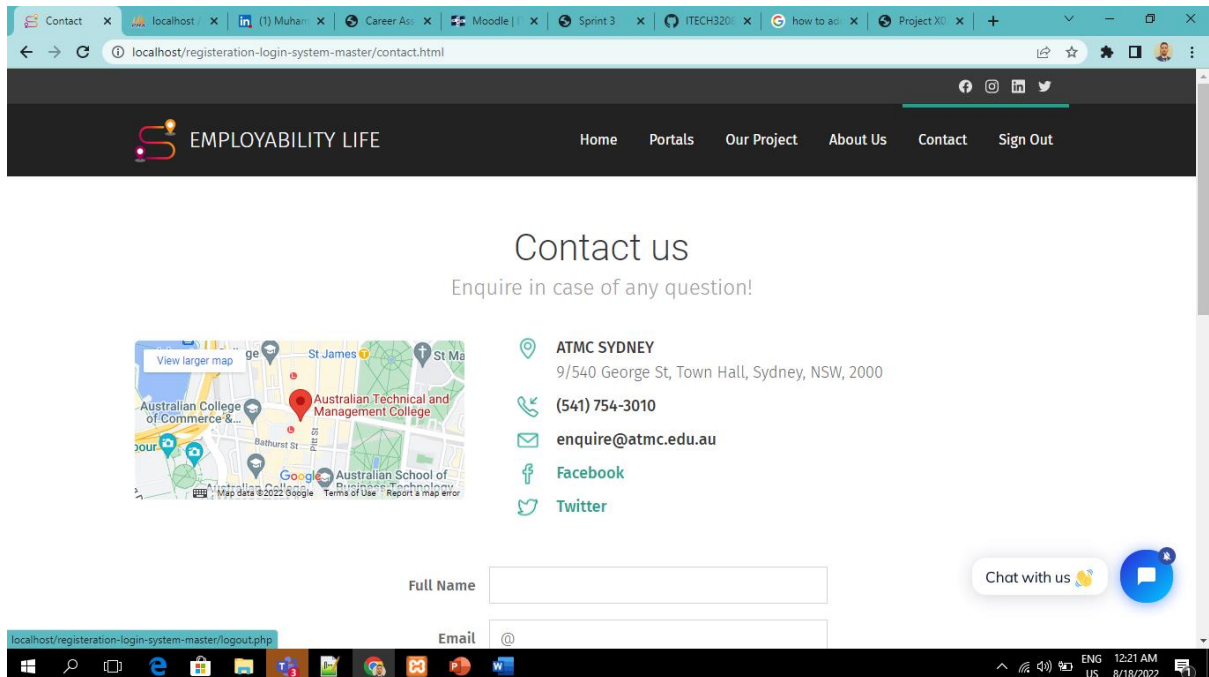 Contact
localhost /
(1) Muham
Career Ass
Moodle |
Sprint 3
ITECH320
how to ad
Project X
localhost/registeration-login-system-master/contact.html
EMPLOYABILITY LIFE
Home Portals Our Project About Us Contact Sign Out
Contact us
Enquire in case of any question!
View larger map
ge
St James
St Ma
Australian College
of Commerce &...
Australian Technical and
Management College
Bathurst St
Pitt St
bour
Google
Australian School of
Map data ©2022 Google Terms of Use Report a map error
ATMC SYDNEY
9/540 George St, Town Hall, Sydney, NSW, 2000
(541) 754-3010
enquire@atmc.edu.au
Facebook
Twitter
Full Name
Chat with us 👋
Email @
localhost/registeration-login-system-master/logout.php
ENG 12:21 AM
US 8/18/2022